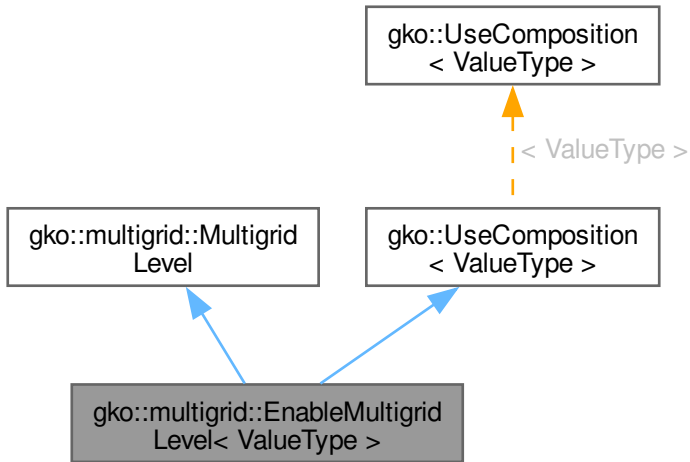 gko::UseComposition
< ValueType >
< ValueType >
gko::multigrid::Multigrid
Level
gko::UseComposition
< ValueType >
gko::multigrid::EnableMultigrid
Level< ValueType >